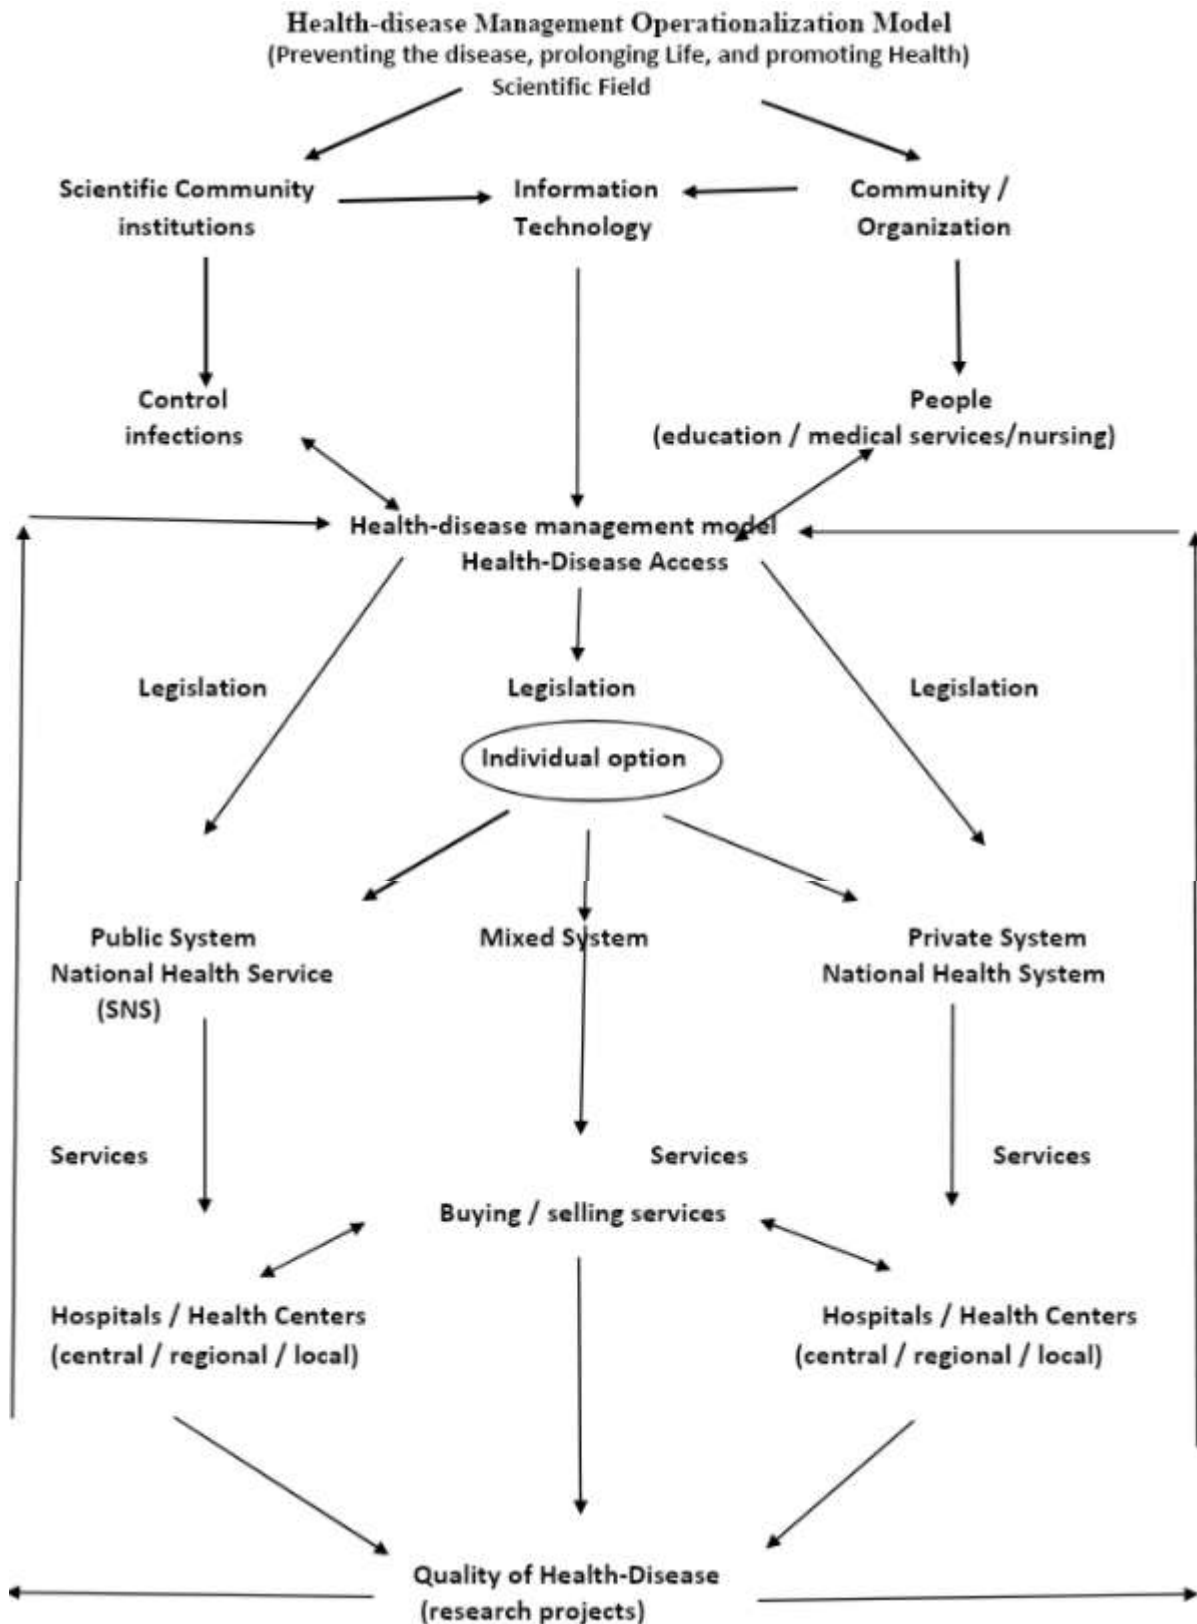 Health-disease Management Operationalization Model
(Preventing the disease, prolonging Life, and promoting Health)
Scientific Field
Scientific Community
institutions
Information
Technology
Community /
Organization
Control
infections
People
(education / medical services/nursing)
Health-disease management model
Health-Disease Access
Legislation
Legislation
Legislation
Individual option
Public System
National Health Service
(SNS)
Mixed System
Private System
National Health System
Services
Services
Services
Buying / selling services
Hospitals / Health Centers
(central / regional / local)
Hospitals / Health Centers
(central / regional / local)
Quality of Health-Disease
(research projects)